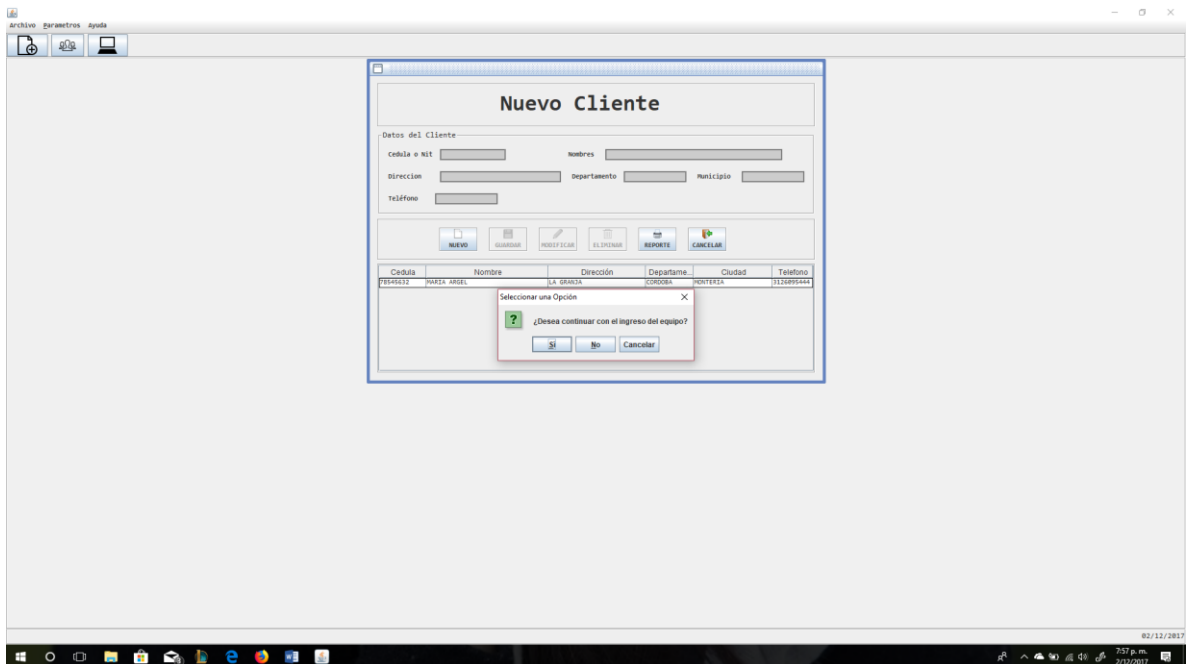 Archivo Parametros Ayuda
Nuevo Cliente
Datos del Cliente
Cedula o Nit Nombres
Direccion Departamento Municipio
Teléfono
NUEVO GUARDAR MODIFICAR ELIMINAR REPORTE CANCELAR
Cedula Nombre Dirección Departame... Ciudad Telefono
78545632 MARIA ARGEL LA GRANJA CORDOBA MONTERIA 3126895444
Seleccionar una Opción
¿Desea continuar con el ingreso del equipo?
Sí No Cancelar
02/12/2017
7:57 p. m.
2/12/2017